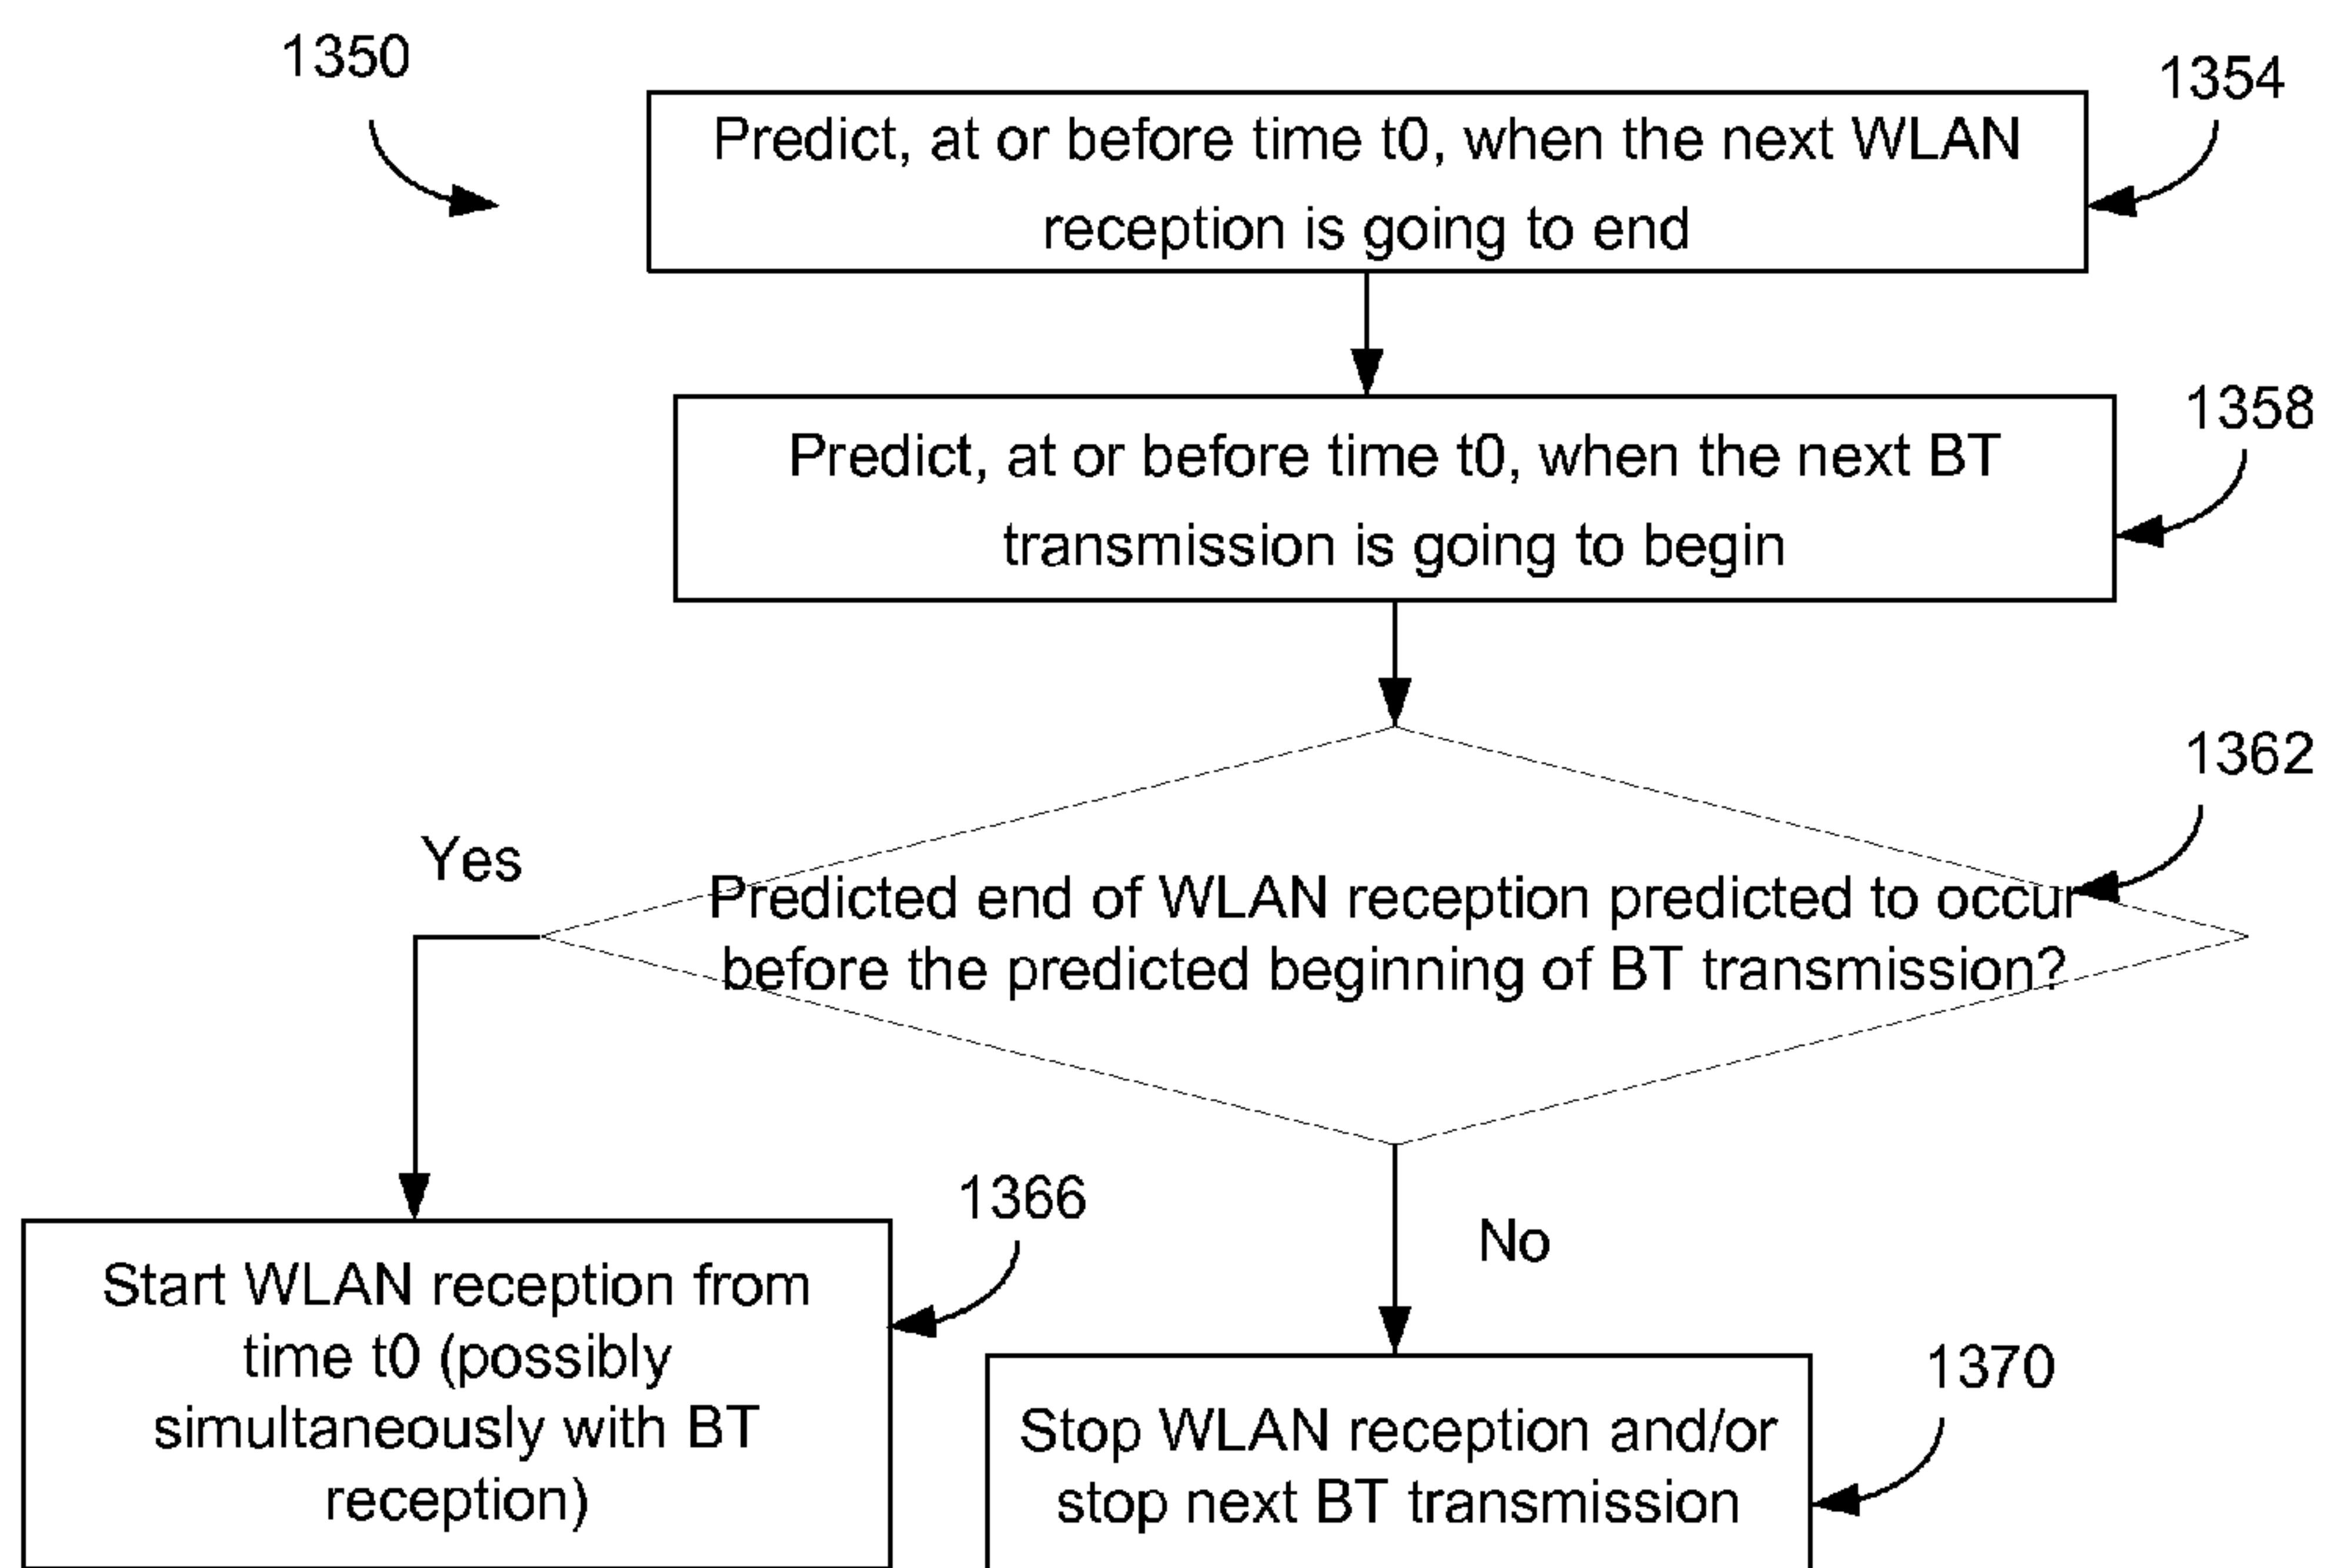 1350
1354
Predict, at or before time t0, when the next WLAN
reception is going to end
1358
Predict, at or before time t0, when the next BT
transmission is going to begin
1362
Yes
Predicted end of WLAN reception predicted to occur
before the predicted beginning of BT transmission?
1366
No
Start WLAN reception from
time t0 (possibly
simultaneously with BT
reception)
1370
Stop WLAN reception and/or
stop next BT transmission